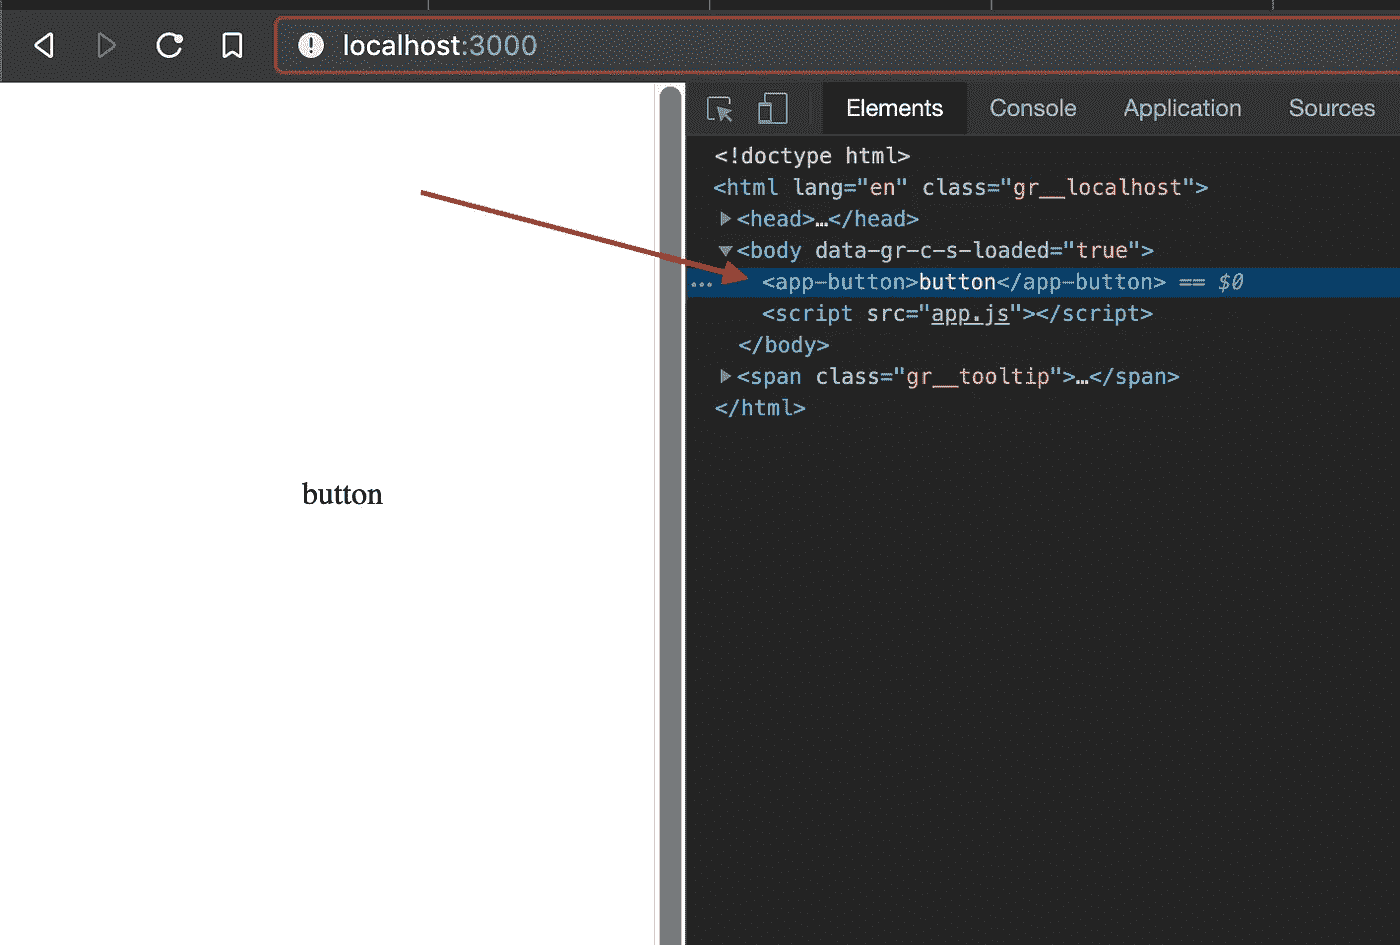 localhost:3000
Elements Console Application Sources
<!doctype html>
<html lang="en" class="gr__localhost">
<head>…</head>
<body data-gr-c-s-loaded="true">
… <app-button>button</app-button> == $0
<script src="app.js"></script>
</body>
<span class="gr__tooltip">…</span>
</html>
button